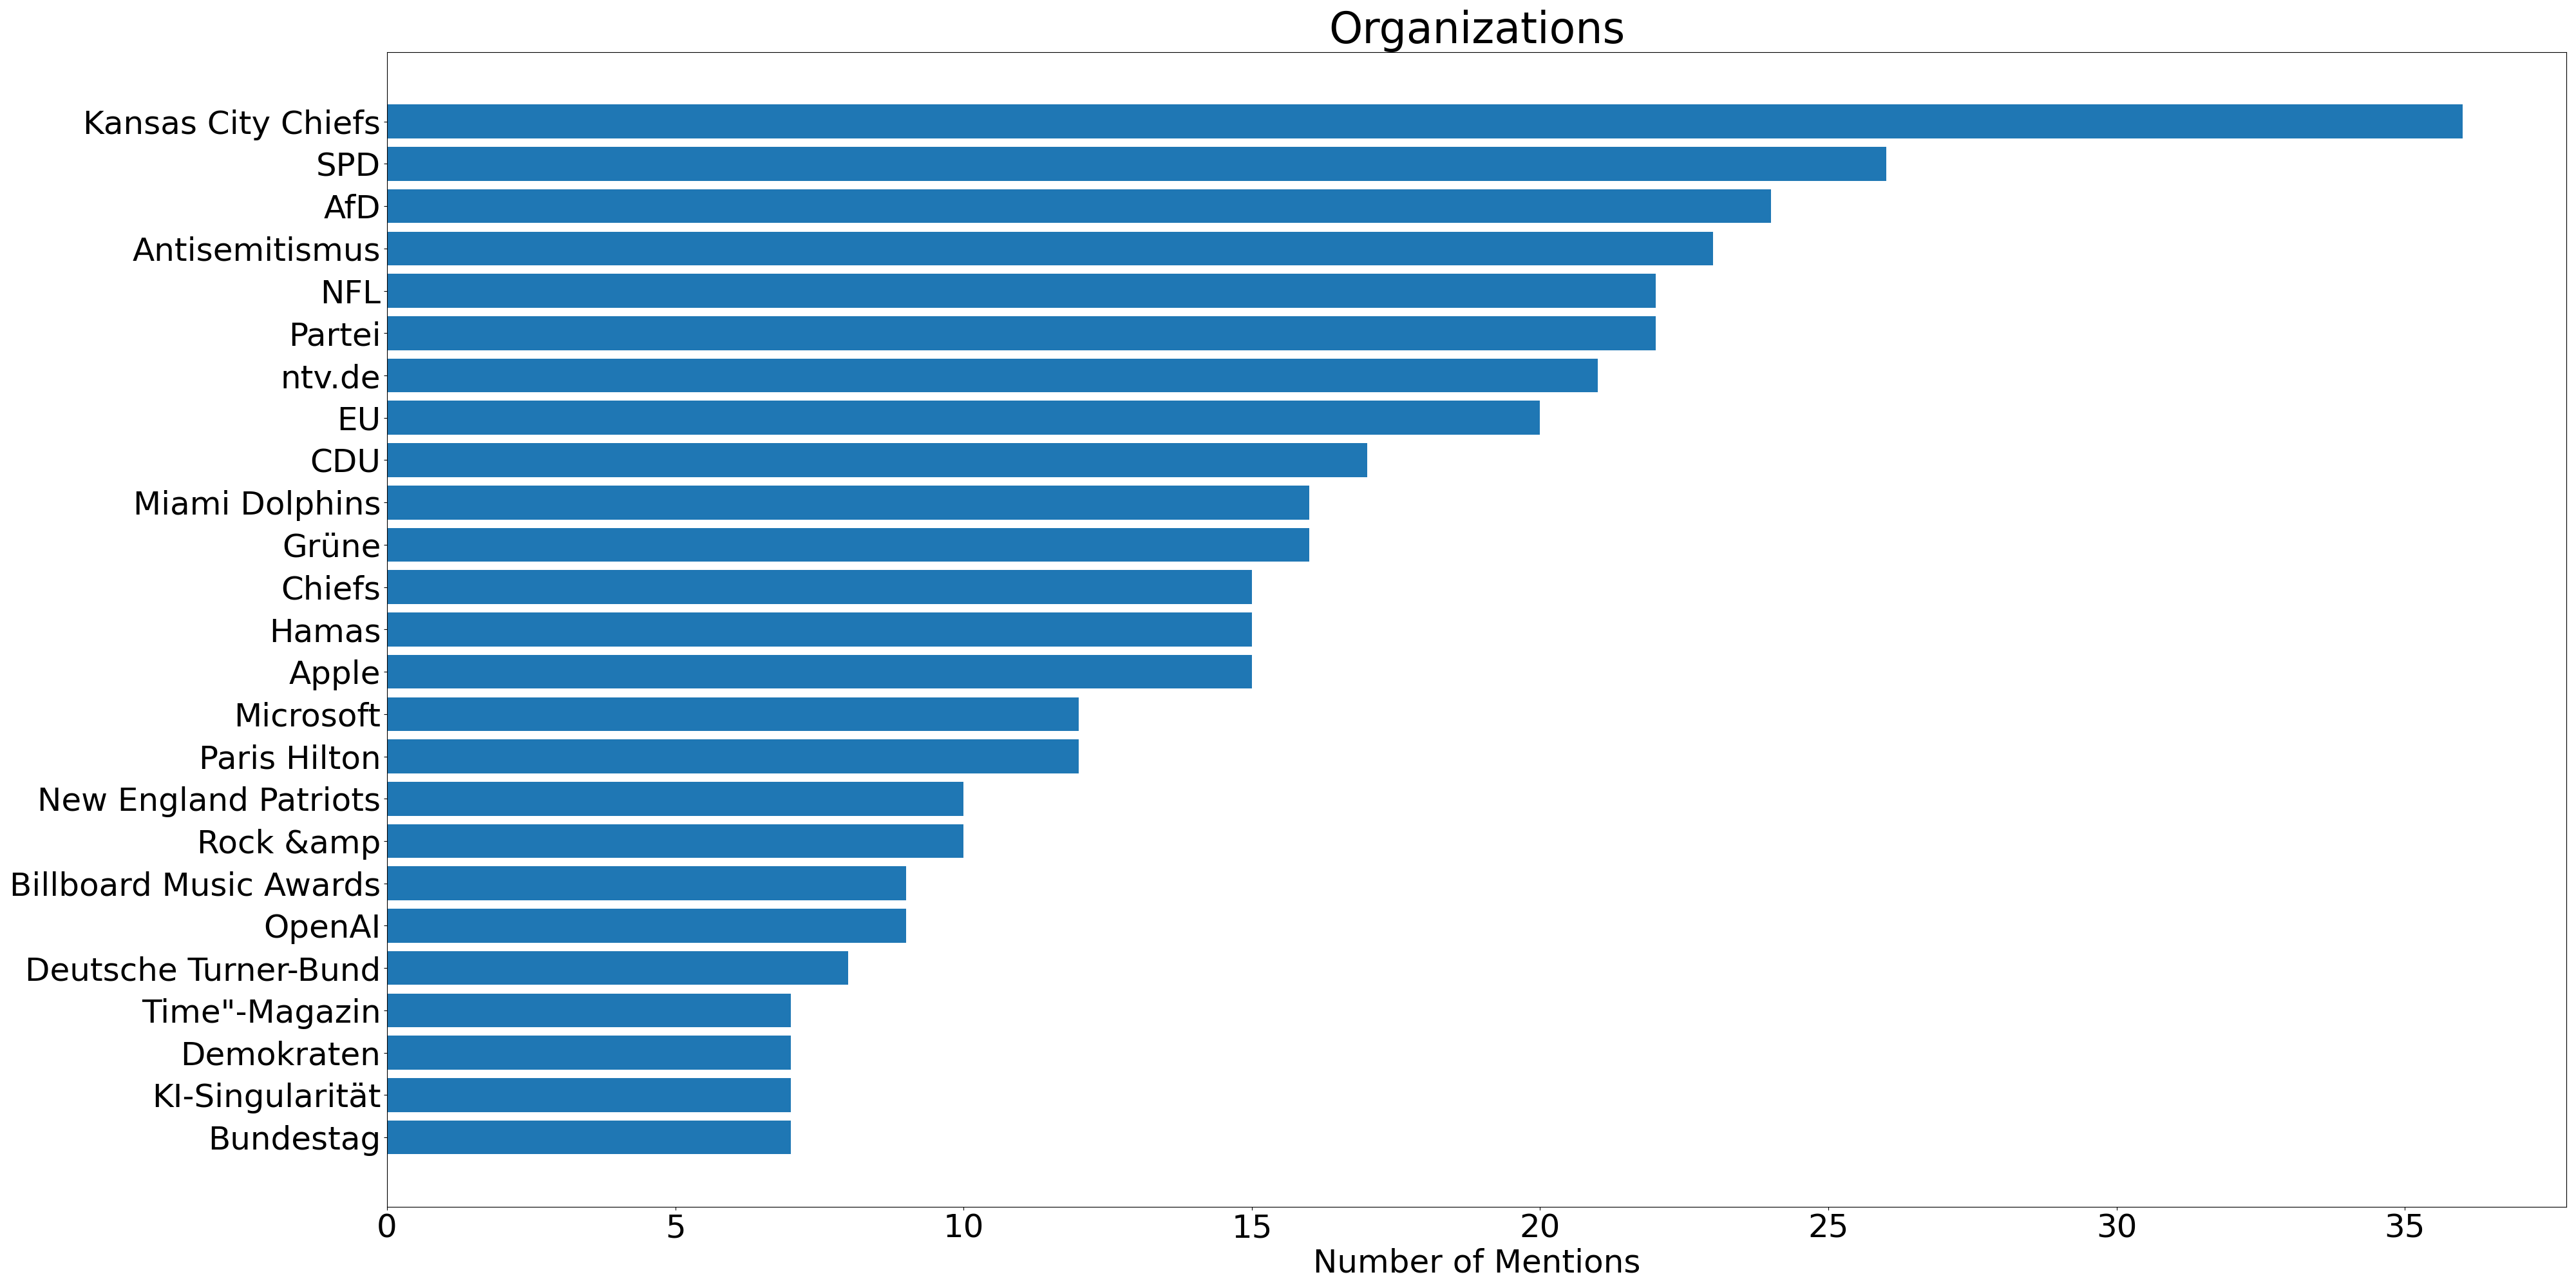 Organizations
Kansas City Chiefs
SPD
AfD
Antisemitismus
NFL
Partei
ntv.de
EU
CDU
Miami Dolphins
Grüne
Chiefs
Hamas
Apple
Microsoft
Paris Hilton
New England Patriots
Rock &amp
Billboard Music Awards
OpenAI
Deutsche Turner-Bund
Time"-Magazin
Demokraten
KI-Singularität
Bundestag
0 5 10 15 20 25 30 35
Number of Mentions